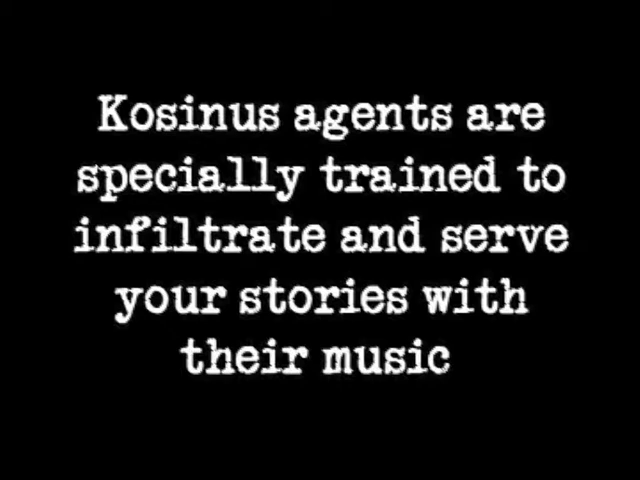 Kosinus agents are
specially trained to
infiltrate and serve
your stories with
their music